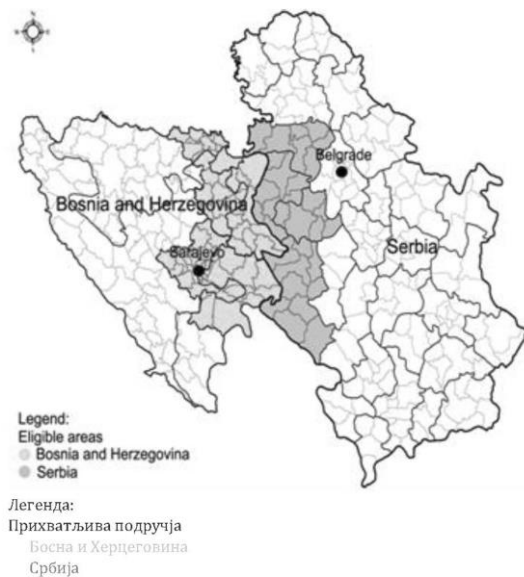 Belgrade
Bosnia and Herzegovina
Serbia
Sarajevo
Legend:
Eligible areas
Bosnia and Herzegovina
Serbia
Легенда:
Прихватљива подручја
Босна и Херцеговина
Србија